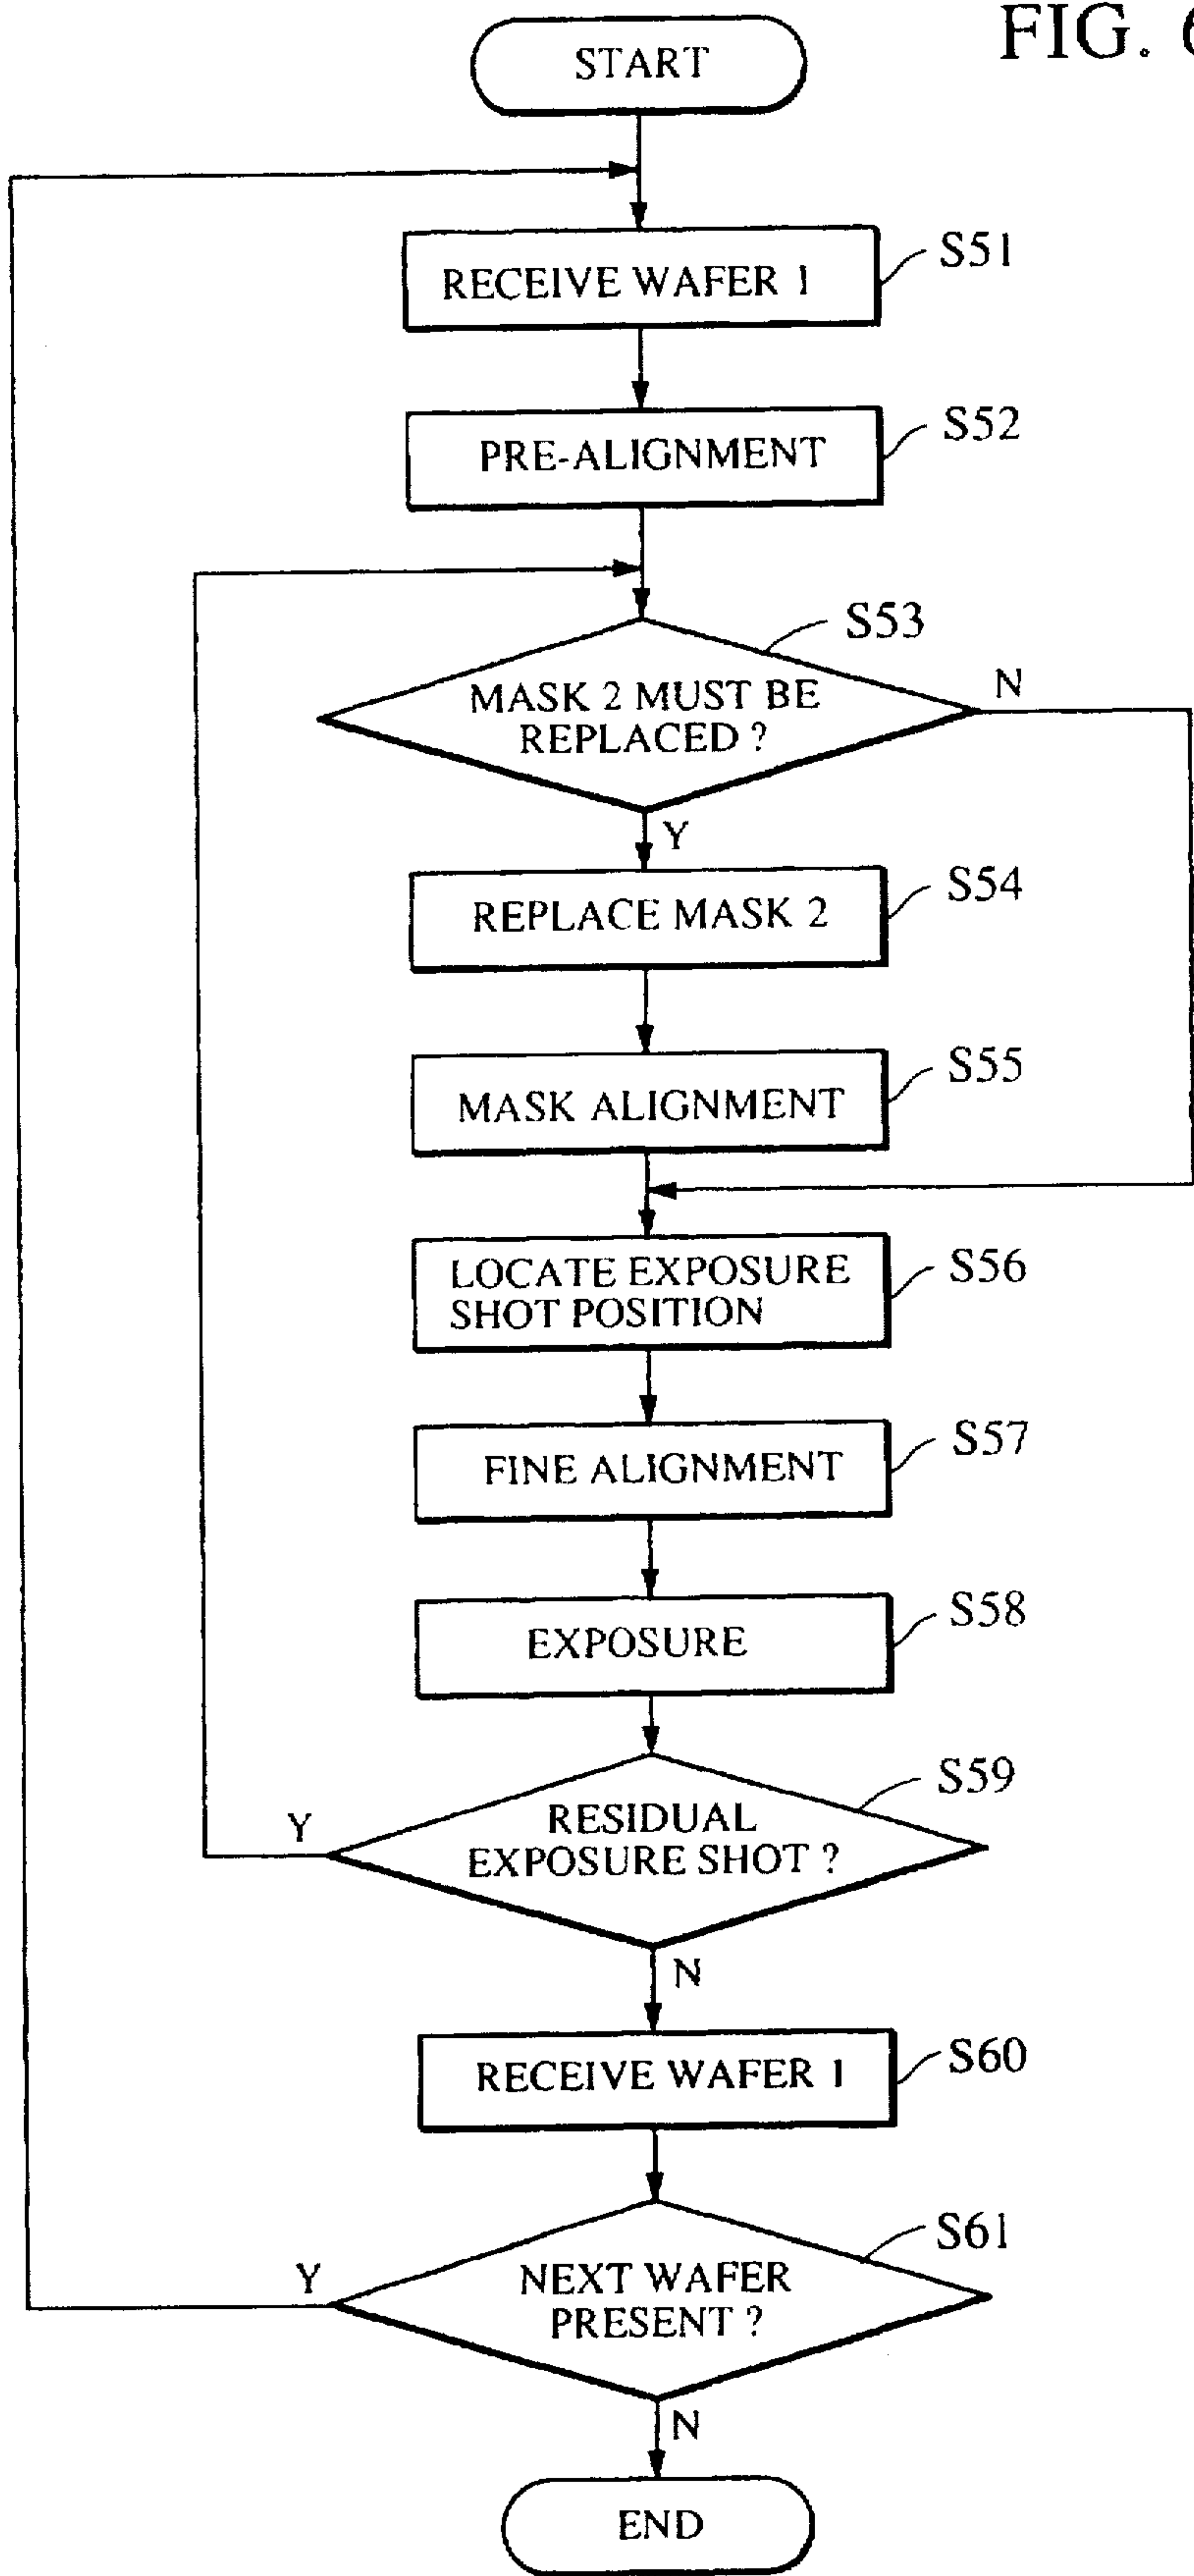 FIG. 6
START
RECEIVE WAFER 1
S51
PRE-ALIGNMENT
S52
S53
MASK 2 MUST BE
REPLACED ?
N
Y
REPLACE MASK 2
S54
MASK ALIGNMENT
S55
LOCATE EXPOSURE
SHOT POSITION
S56
FINE ALIGNMENT
S57
EXPOSURE
S58
S59
RESIDUAL
EXPOSURE SHOT ?
Y
N
RECEIVE WAFER 1
S60
S61
NEXT WAFER
PRESENT ?
Y
N
END